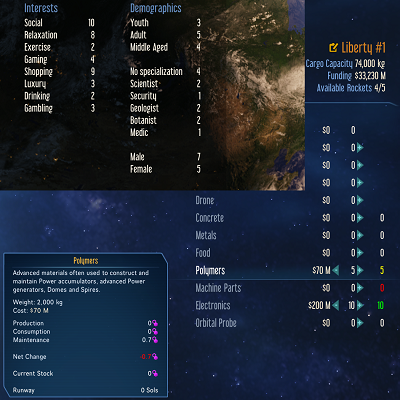 Interests
Social 10
Relaxation 8
Exercise 2
Gaming 4
Shopping 9
Luxury 3
Drinking 2
Gambling 3
Demographics
Youth 3
Adult 5
Middle Aged 4
No specialization 4
Scientist 2
Security 1
Geologist 2
Botanist 2
Medic 1
Male 7
Female 5
Liberty #1
Cargo Capacity 74,000 kg
Funding $33,230 M
Available Rockets 4/5
$0 0
$0 0
$0 0
$0 0
Drone $0 0
Concrete $0 0 0
Metals $0 0 0
Food $0 0 0
Polymers $70 M 5 5
Machine Parts $0 0 0
Electronics $200 M 10 10
Orbital Probe $0 0 0
Polymers
Advanced materials often used to construct and
maintain Power accumulators, advanced Power
generators, Domes and Spires.
Weight: 2,000 kg
Cost: $70 M
Production 0
Consumption 0
Maintenance 0.7
Net Change -0.7
Current Stock 0
Runway 0 Sols